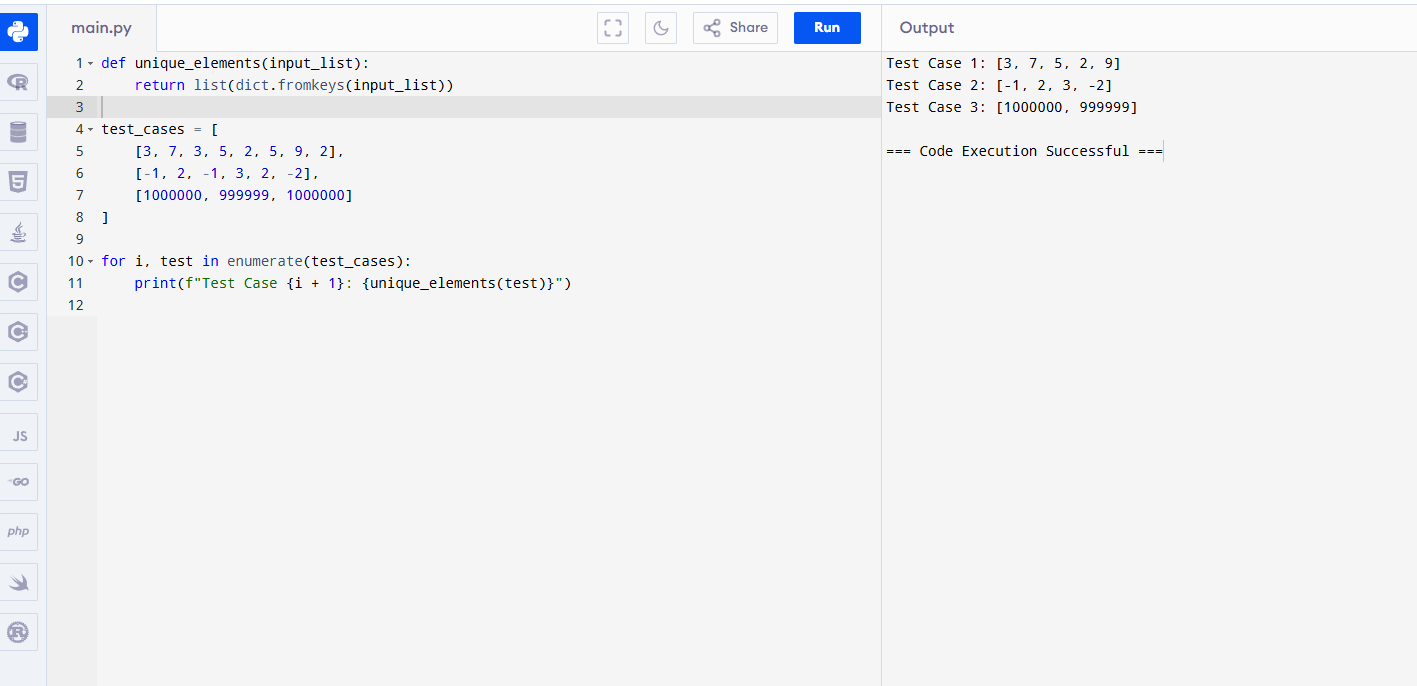 main.py
Share
Run
Output
1 def unique_elements(input_list):
2     return list(dict.fromkeys(input_list))
3
4 test_cases = [
5     [3, 7, 3, 5, 2, 5, 9, 2],
6     [-1, 2, -1, 3, 2, -2],
7     [1000000, 999999, 1000000]
8 ]
9
10 for i, test in enumerate(test_cases):
11     print(f"Test Case {i + 1}: {unique_elements(test)}")
12
Test Case 1: [3, 7, 5, 2, 9]
Test Case 2: [-1, 2, 3, -2]
Test Case 3: [1000000, 999999]
=== Code Execution Successful ===
R
5
C
C
C
JS
GO
php
R